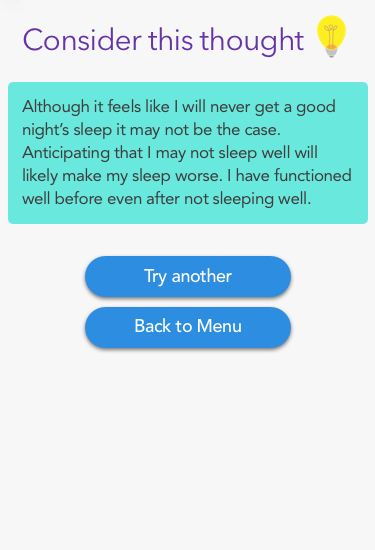 Consider this thought
Although it feels like I will never get a good
night's sleep it may not be the case.
Anticipating that I may not sleep well will
likely make my sleep worse. I have functioned
well before even after not sleeping well.
Try another
Back to Menu